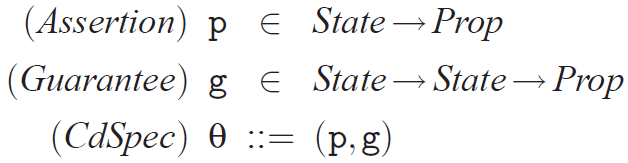 (Assertion) p ∈ State → Prop
(Guarantee) g ∈ State → State → Prop
(CdSpec) θ ::= (p, g)